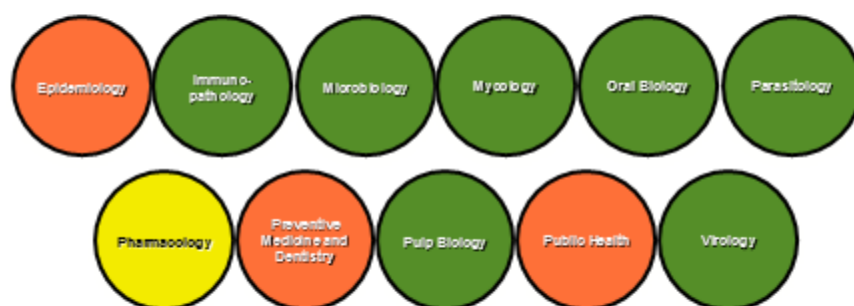 Epidemiology
Immuno-
pathology
Microbiology
Mycology
Oral Biology
Parasitology
Pharmacology
Preventive
Medicine and
Dentistry
Pulp Biology
Public Health
Virology